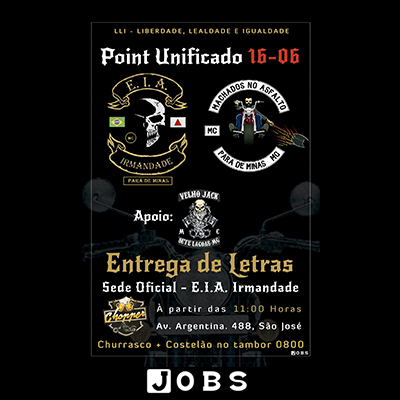 LLI - LIBERDADE, LEALDADE E IGUALDADE
Point Unificado 16-06
E. I. A.
MC
IRMANDADE
PARÁ DE MINAS
MACHADOS NO ASFALTO
MC
PARÁ DE MINAS MG
Apoio:
VELHO JACK
M C
SETE LAGOAS MG
Entrega de Letras
Sede Oficial - E.I.A. Irmandade
Chopper
À partir das 11:00 Horas
Av. Argentina. 488, São José
Churrasco + Costelão no tambor 0800
JOBS
JOBS